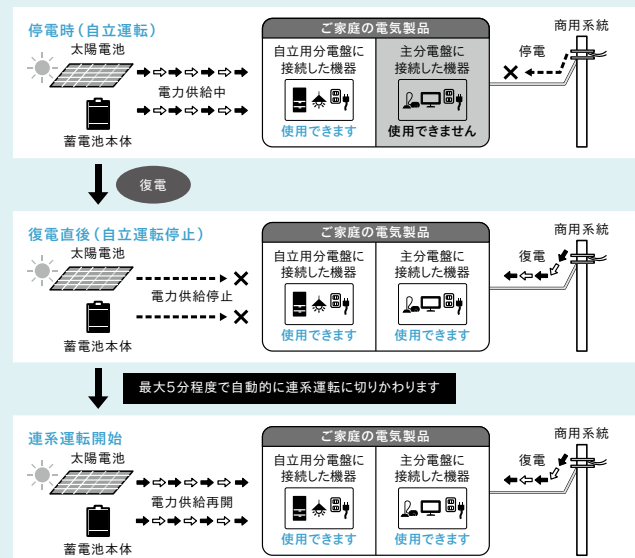 停電時（自立運転）
太陽電池
電力供給中
蓄電池本体
ご家庭の電気製品
自立用分電盤に
接続した機器
使用できます
主分電盤に
接続した機器
使用できません
商用系統
停電
復電
復電直後（自立運転停止）
太陽電池
電力供給停止
蓄電池本体
ご家庭の電気製品
自立用分電盤に
接続した機器
使用できます
主分電盤に
接続した機器
使用できます
商用系統
復電
最大5分程度で自動的に連系運転に切りかわります
連系運転開始
太陽電池
電力供給再開
蓄電池本体
ご家庭の電気製品
自立用分電盤に
接続した機器
使用できます
主分電盤に
接続した機器
使用できます
商用系統
復電